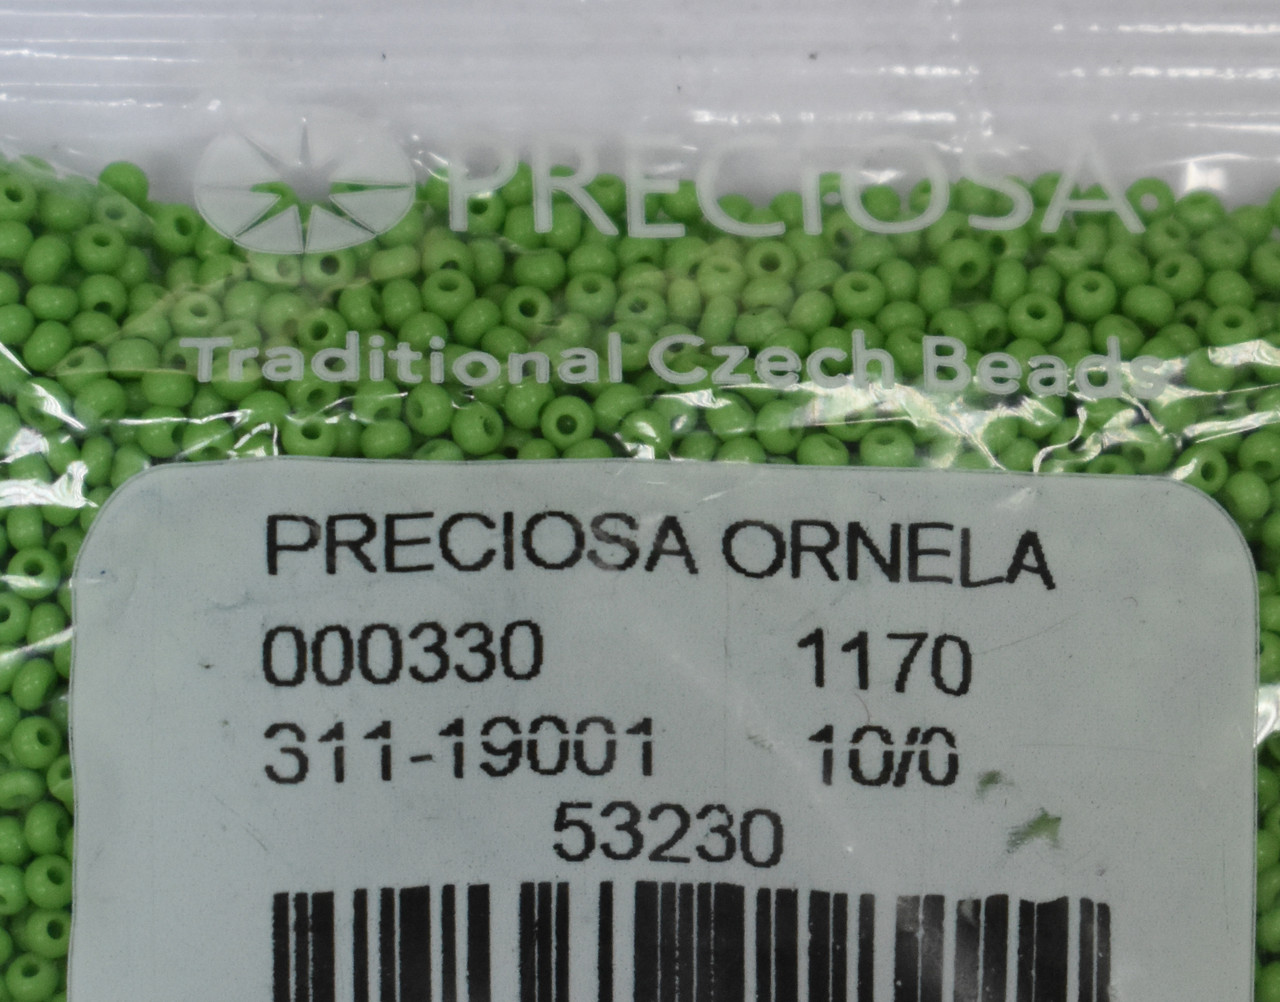 PRECIOSA
Traditional Czech Beads
PRECIOSA ORNELA
000330 1170
311-19001 10/0
53230